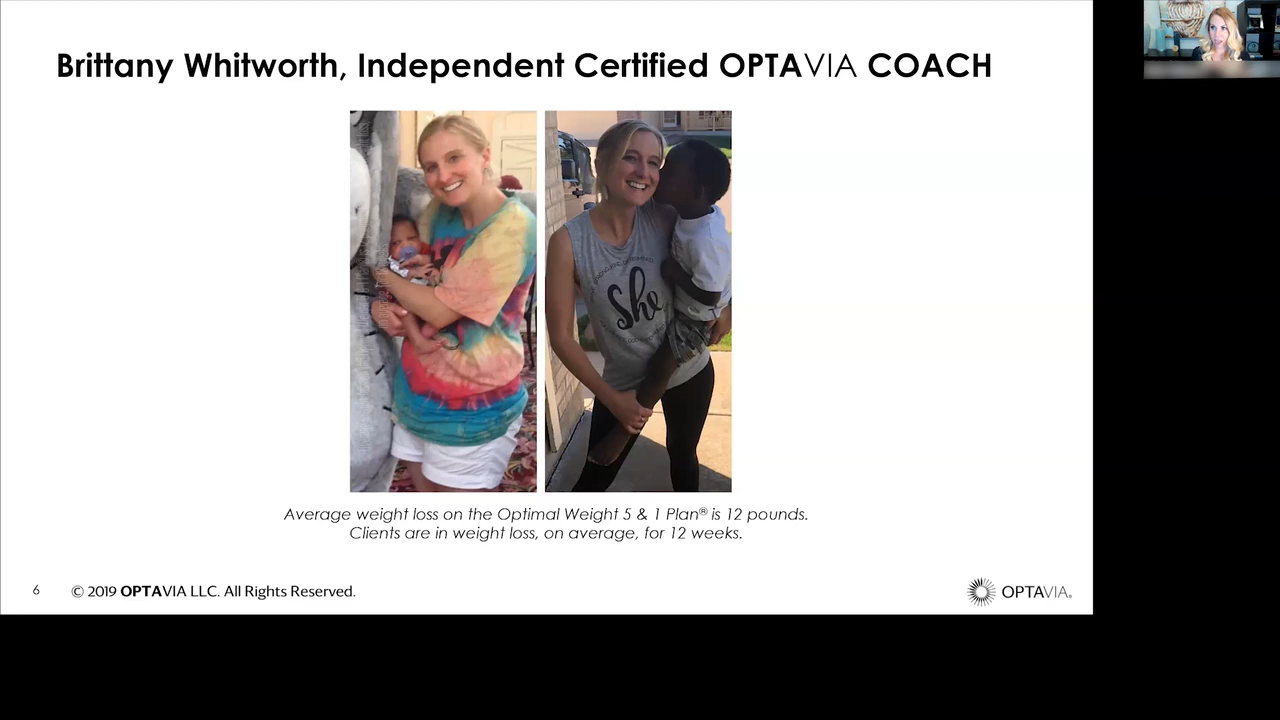 Brittany Whitworth, Independent Certified OPTAVIA COACH
She
Average weight loss on the Optimal Weight 5 & 1 Plan® is 12 pounds.
Clients are in weight loss, on average, for 12 weeks.
6 © 2019 OPTAVIA LLC. All Rights Reserved.
OPTAVIA®